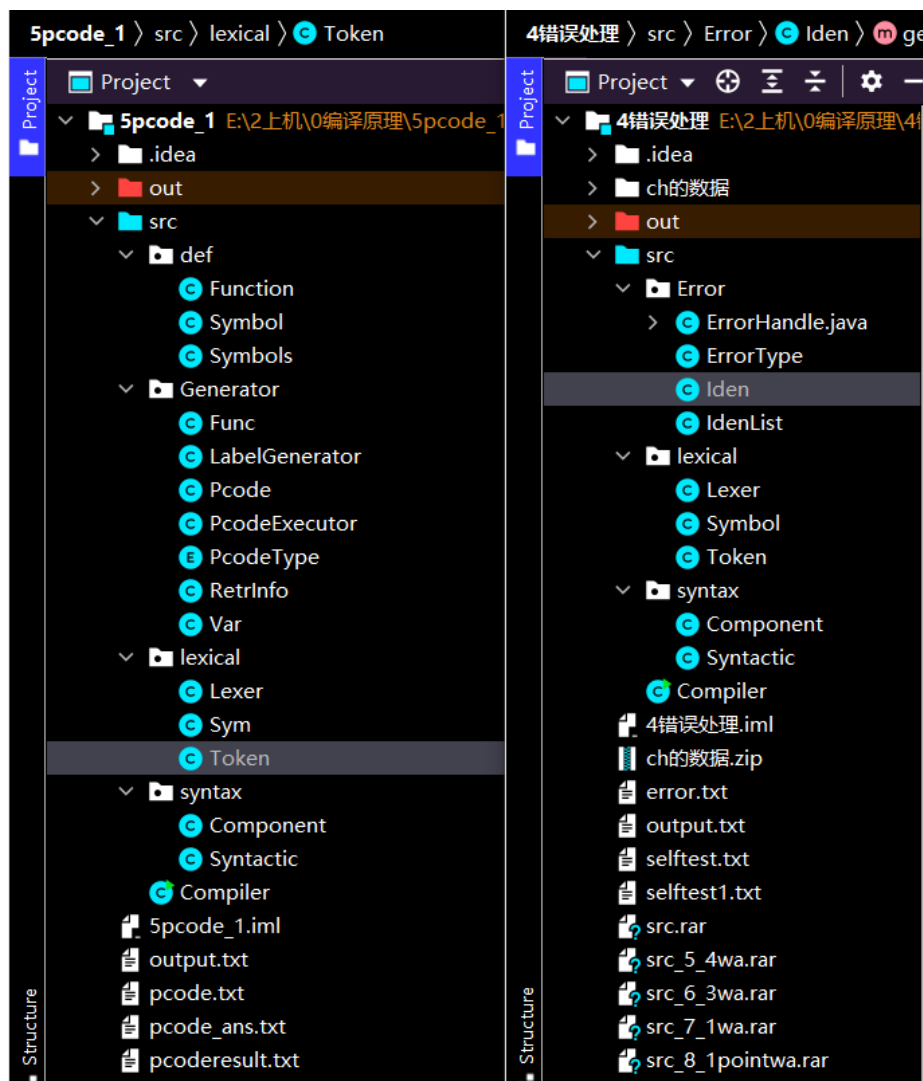 5pcode_1 〉 src 〉 lexical 〉 Token
Project
Project
5pcode_1 E:\2上机\0编译原理\5pcode_1
.idea
out
src
def
Function
Symbol
Symbols
Generator
Func
LabelGenerator
Pcode
PcodeExecutor
PcodeType
RetrInfo
Var
lexical
Lexer
Sym
Token
syntax
Component
Syntactic
Compiler
5pcode_1.iml
output.txt
pcode.txt
pcode_ans.txt
pcoderesult.txt
Structure
4错误处理 〉 src 〉 Error 〉 Iden 〉 ge
Project
Project
4错误处理 E:\2上机\0编译原理\4
.idea
ch的数据
out
src
Error
ErrorHandle.java
ErrorType
Iden
IdenList
lexical
Lexer
Symbol
Token
syntax
Component
Syntactic
Compiler
4错误处理.iml
ch的数据.zip
error.txt
output.txt
selftest.txt
selftest1.txt
src.rar
src_5_4wa.rar
src_6_3wa.rar
src_7_1wa.rar
src_8_1pointwa.rar
Structure